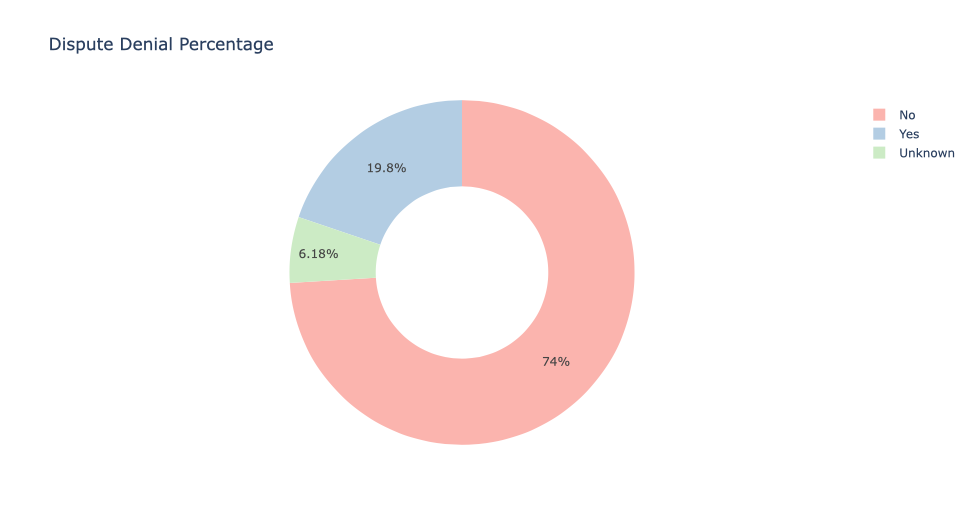 Dispute Denial Percentage
No
Yes
Unknown
19.8%
6.18%
74%